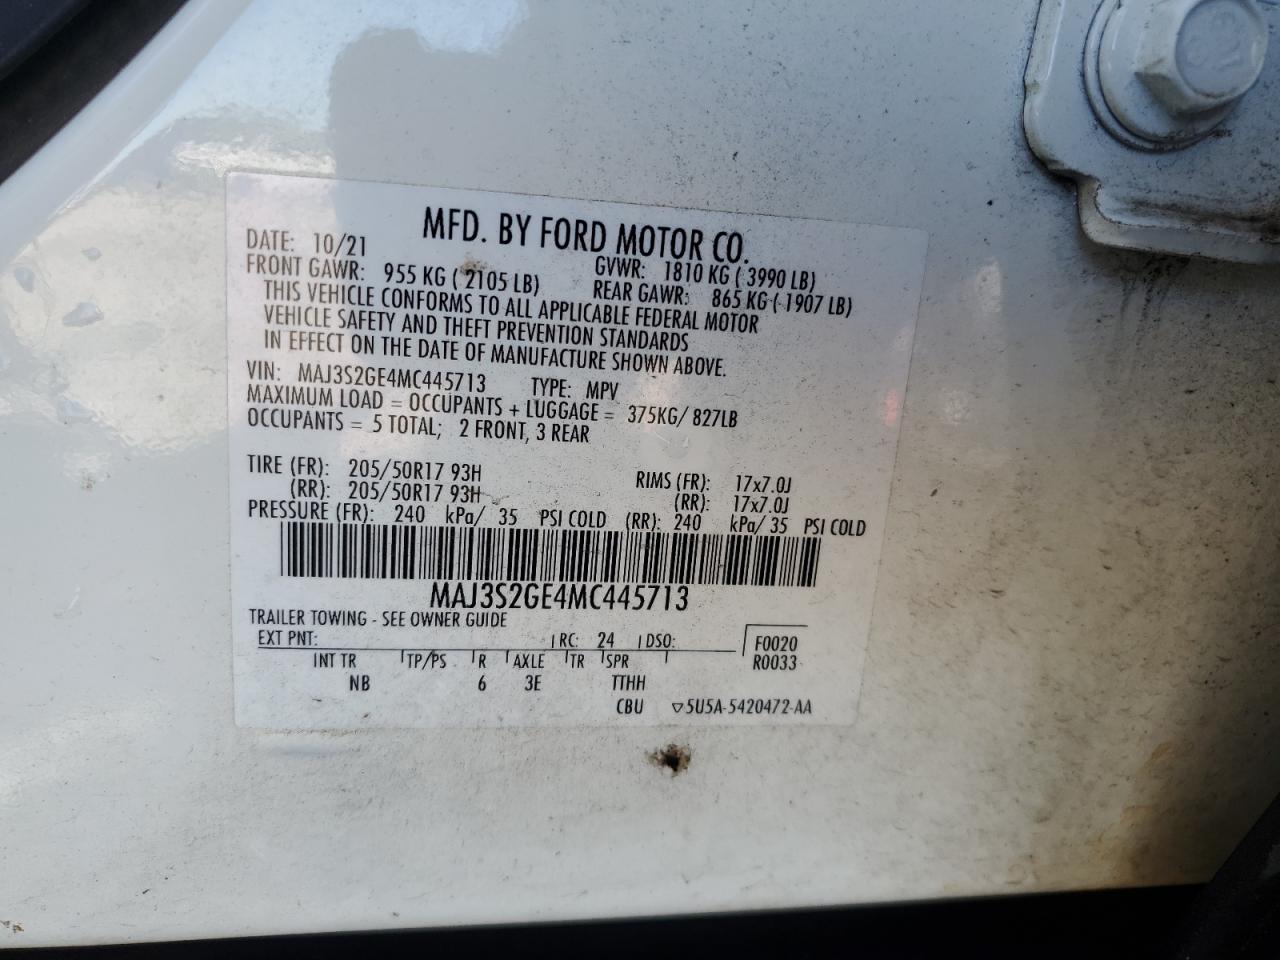 MFD. BY FORD MOTOR CO.
DATE: 10/21 GVWR: 1810 KG ( 3990 LB)
FRONT GAWR: 955 KG ( 2105 LB) REAR GAWR: 865 KG ( 1907 LB)
THIS VEHICLE CONFORMS TO ALL APPLICABLE FEDERAL MOTOR
VEHICLE SAFETY AND THEFT PREVENTION STANDARDS
IN EFFECT ON THE DATE OF MANUFACTURE SHOWN ABOVE.
VIN: MAJ3S2GE4MC445713 TYPE: MPV
MAXIMUM LOAD = OCCUPANTS + LUGGAGE = 375KG/ 827LB
OCCUPANTS = 5 TOTAL; 2 FRONT, 3 REAR
TIRE (FR): 205/50R17 93H RIMS (FR): 17x7.0J
(RR): 205/50R17 93H (RR): 17x7.0J
PRESSURE (FR): 240 kPa/ 35 PSI COLD (RR): 240 kPa/ 35 PSI COLD
MAJ3S2GE4MC445713
TRAILER TOWING - SEE OWNER GUIDE
EXT PNT: RC: 24 DSO: F0020
INT TR TP/PS R AXLE TR SPR R0033
NB 6 3E TTHH
CBU ▽5U5A-5420472-AA